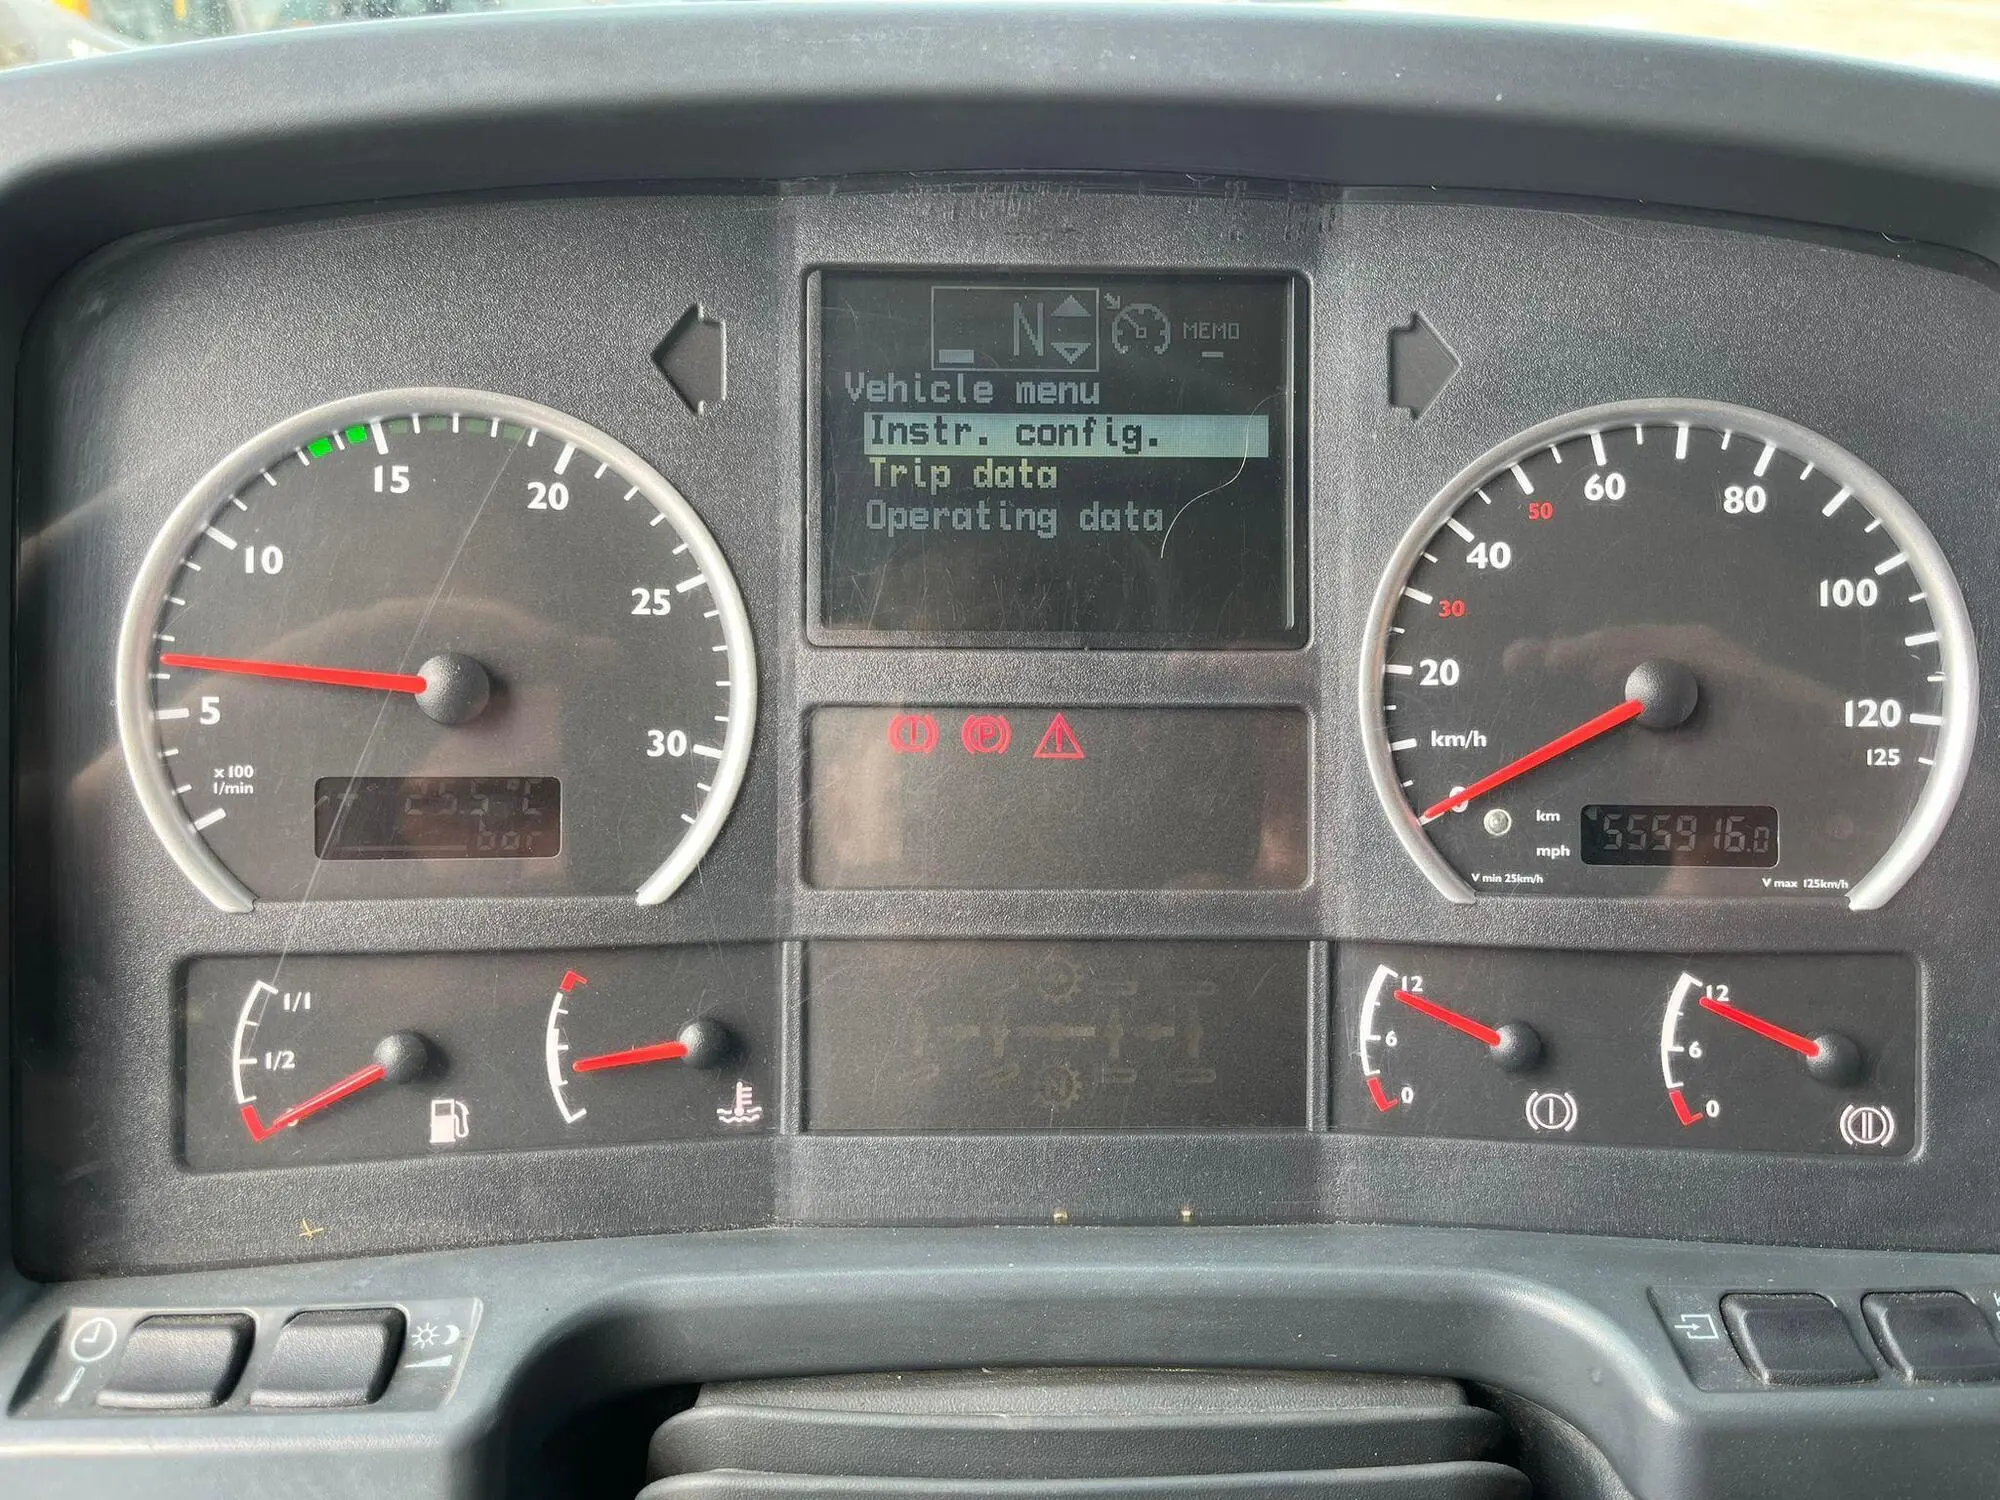 N
6
MEMO
Vehicle menu
Instr. config.
Trip data
Operating data
5
10
15
20
25
30
x 100
1/min
bar
P
0
20
30
40
50
60
80
100
120
125
km/h
km
mph
555916.0
V min 25km/h
V max 125km/h
1/1
1/2
12
6
0
12
6
0